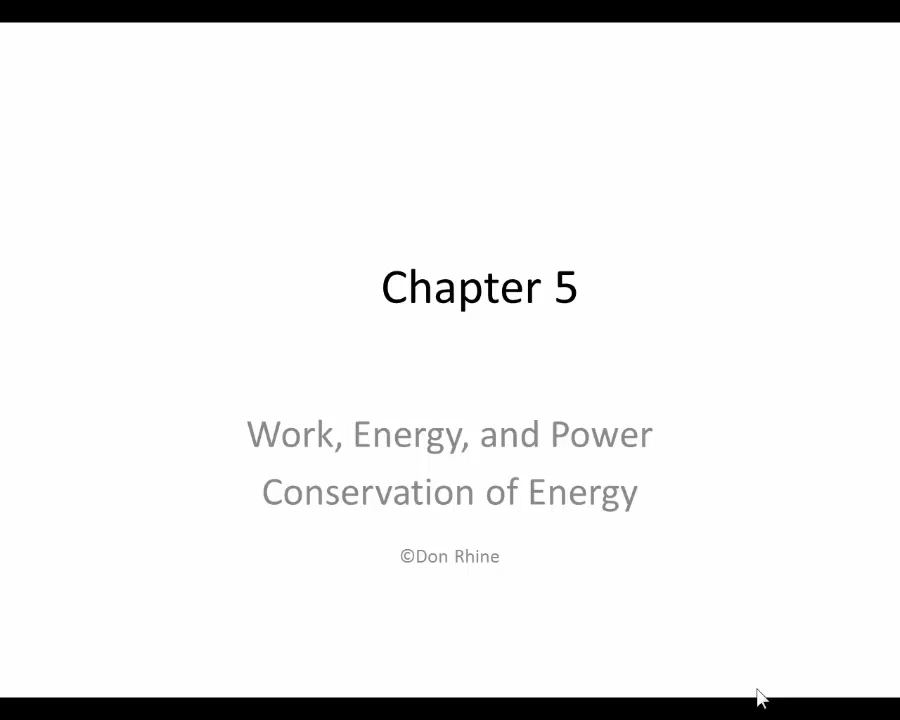 Chapter 5
Work, Energy, and Power
Conservation of Energy
©Don Rhine